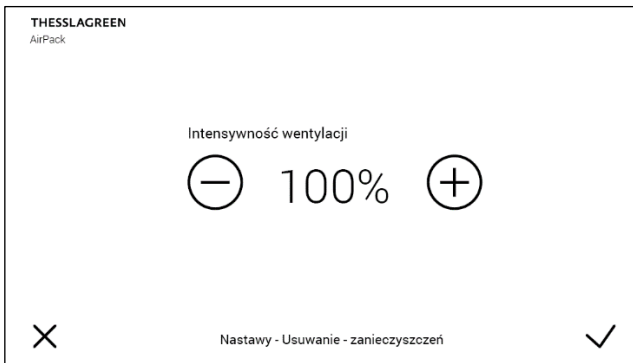 THESSLAGREEN
AirPack
Intensywność wentylacji
100%
Nastawy - Usuwanie - zanieczyszczeń